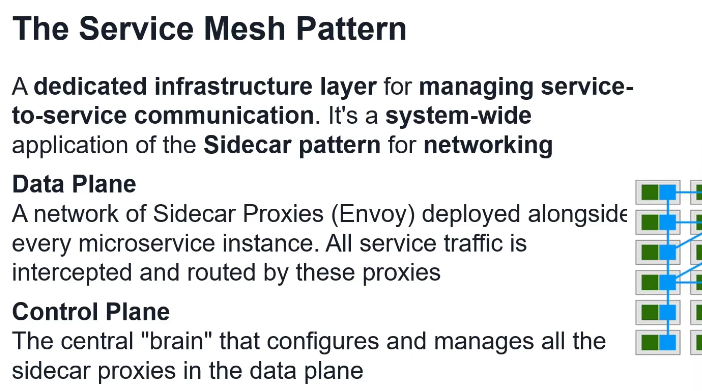 The Service Mesh Pattern
A dedicated infrastructure layer for managing service-
to-service communication. It's a system-wide
application of the Sidecar pattern for networking
Data Plane
A network of Sidecar Proxies (Envoy) deployed alongside
every microservice instance. All service traffic is
intercepted and routed by these proxies
Control Plane
The central "brain" that configures and manages all the
sidecar proxies in the data plane